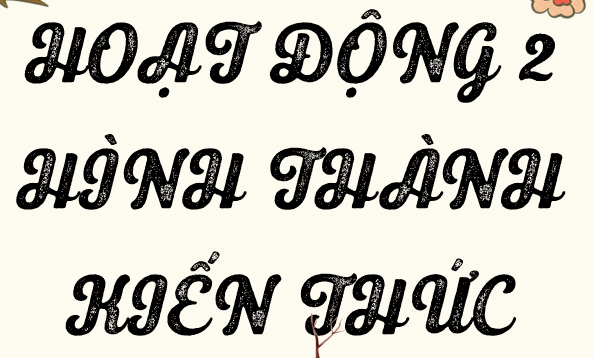 HOẠT ĐỘNG 2
HÌNH THÀNH
KIẾN THỨC